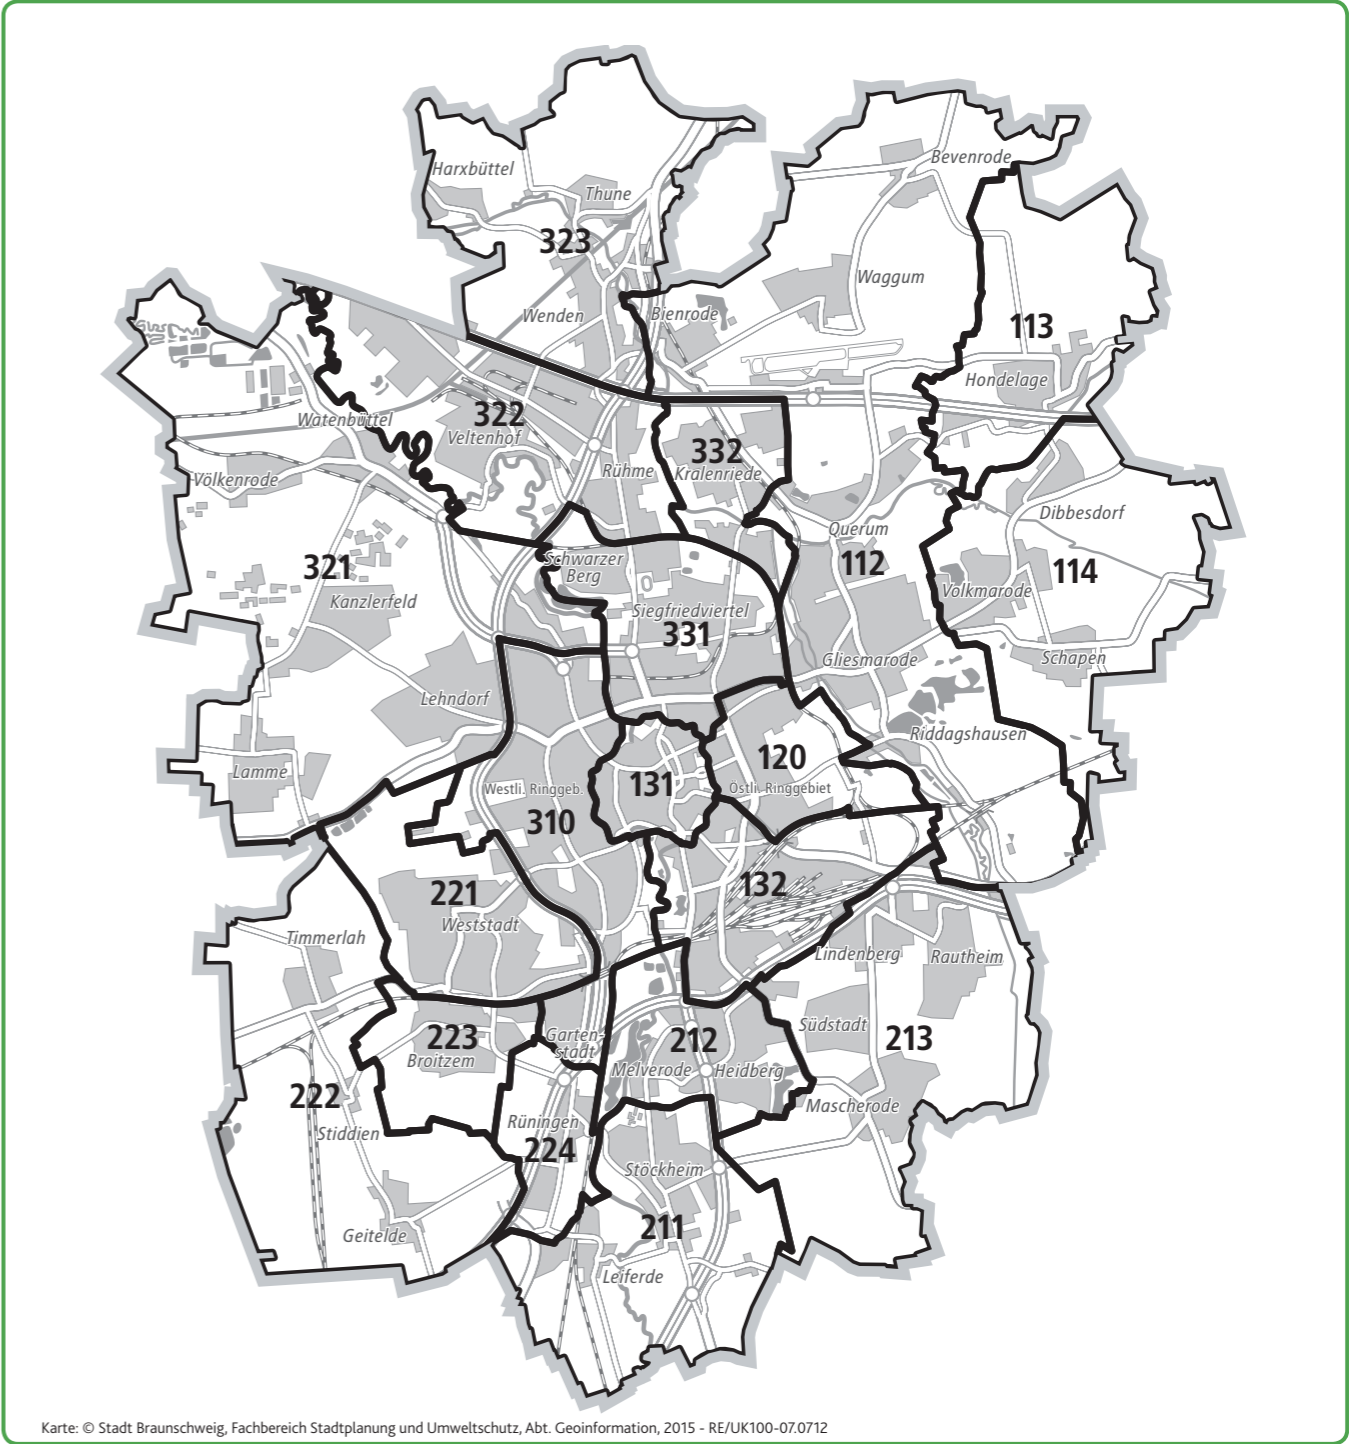 Bevenrode
Harxbüttel
Thune
323
Waggum
Wenden
Bienrode
113
Hondelage
322
Watenbüttel
Veltenhof
332
Kralenriede
Rühme
Völkenrode
Dibbesdorf
Querum
112
321
Schwarzer
Berg
114
Volkmarode
Kanzlerfeld
Siegfriedviertel
331
Gliesmarode
Schapen
Lehndorf
Riddagshausen
Lamme
120
131
Westli. Ringgeb.
Östli. Ringgebiet
310
132
221
Weststadt
Timmerlah
Lindenberg
Rautheim
Südstadt
213
223
Broitzem
Garten-
stadt
212
Melverode
Heidberg
222
Mascherode
Stiddien
Rüningen
224
Stöckheim
211
Geitelde
Leiferde
Karte: © Stadt Braunschweig, Fachbereich Stadtplanung und Umweltschutz, Abt. Geoinformation, 2015 - RE/UK100-07.0712